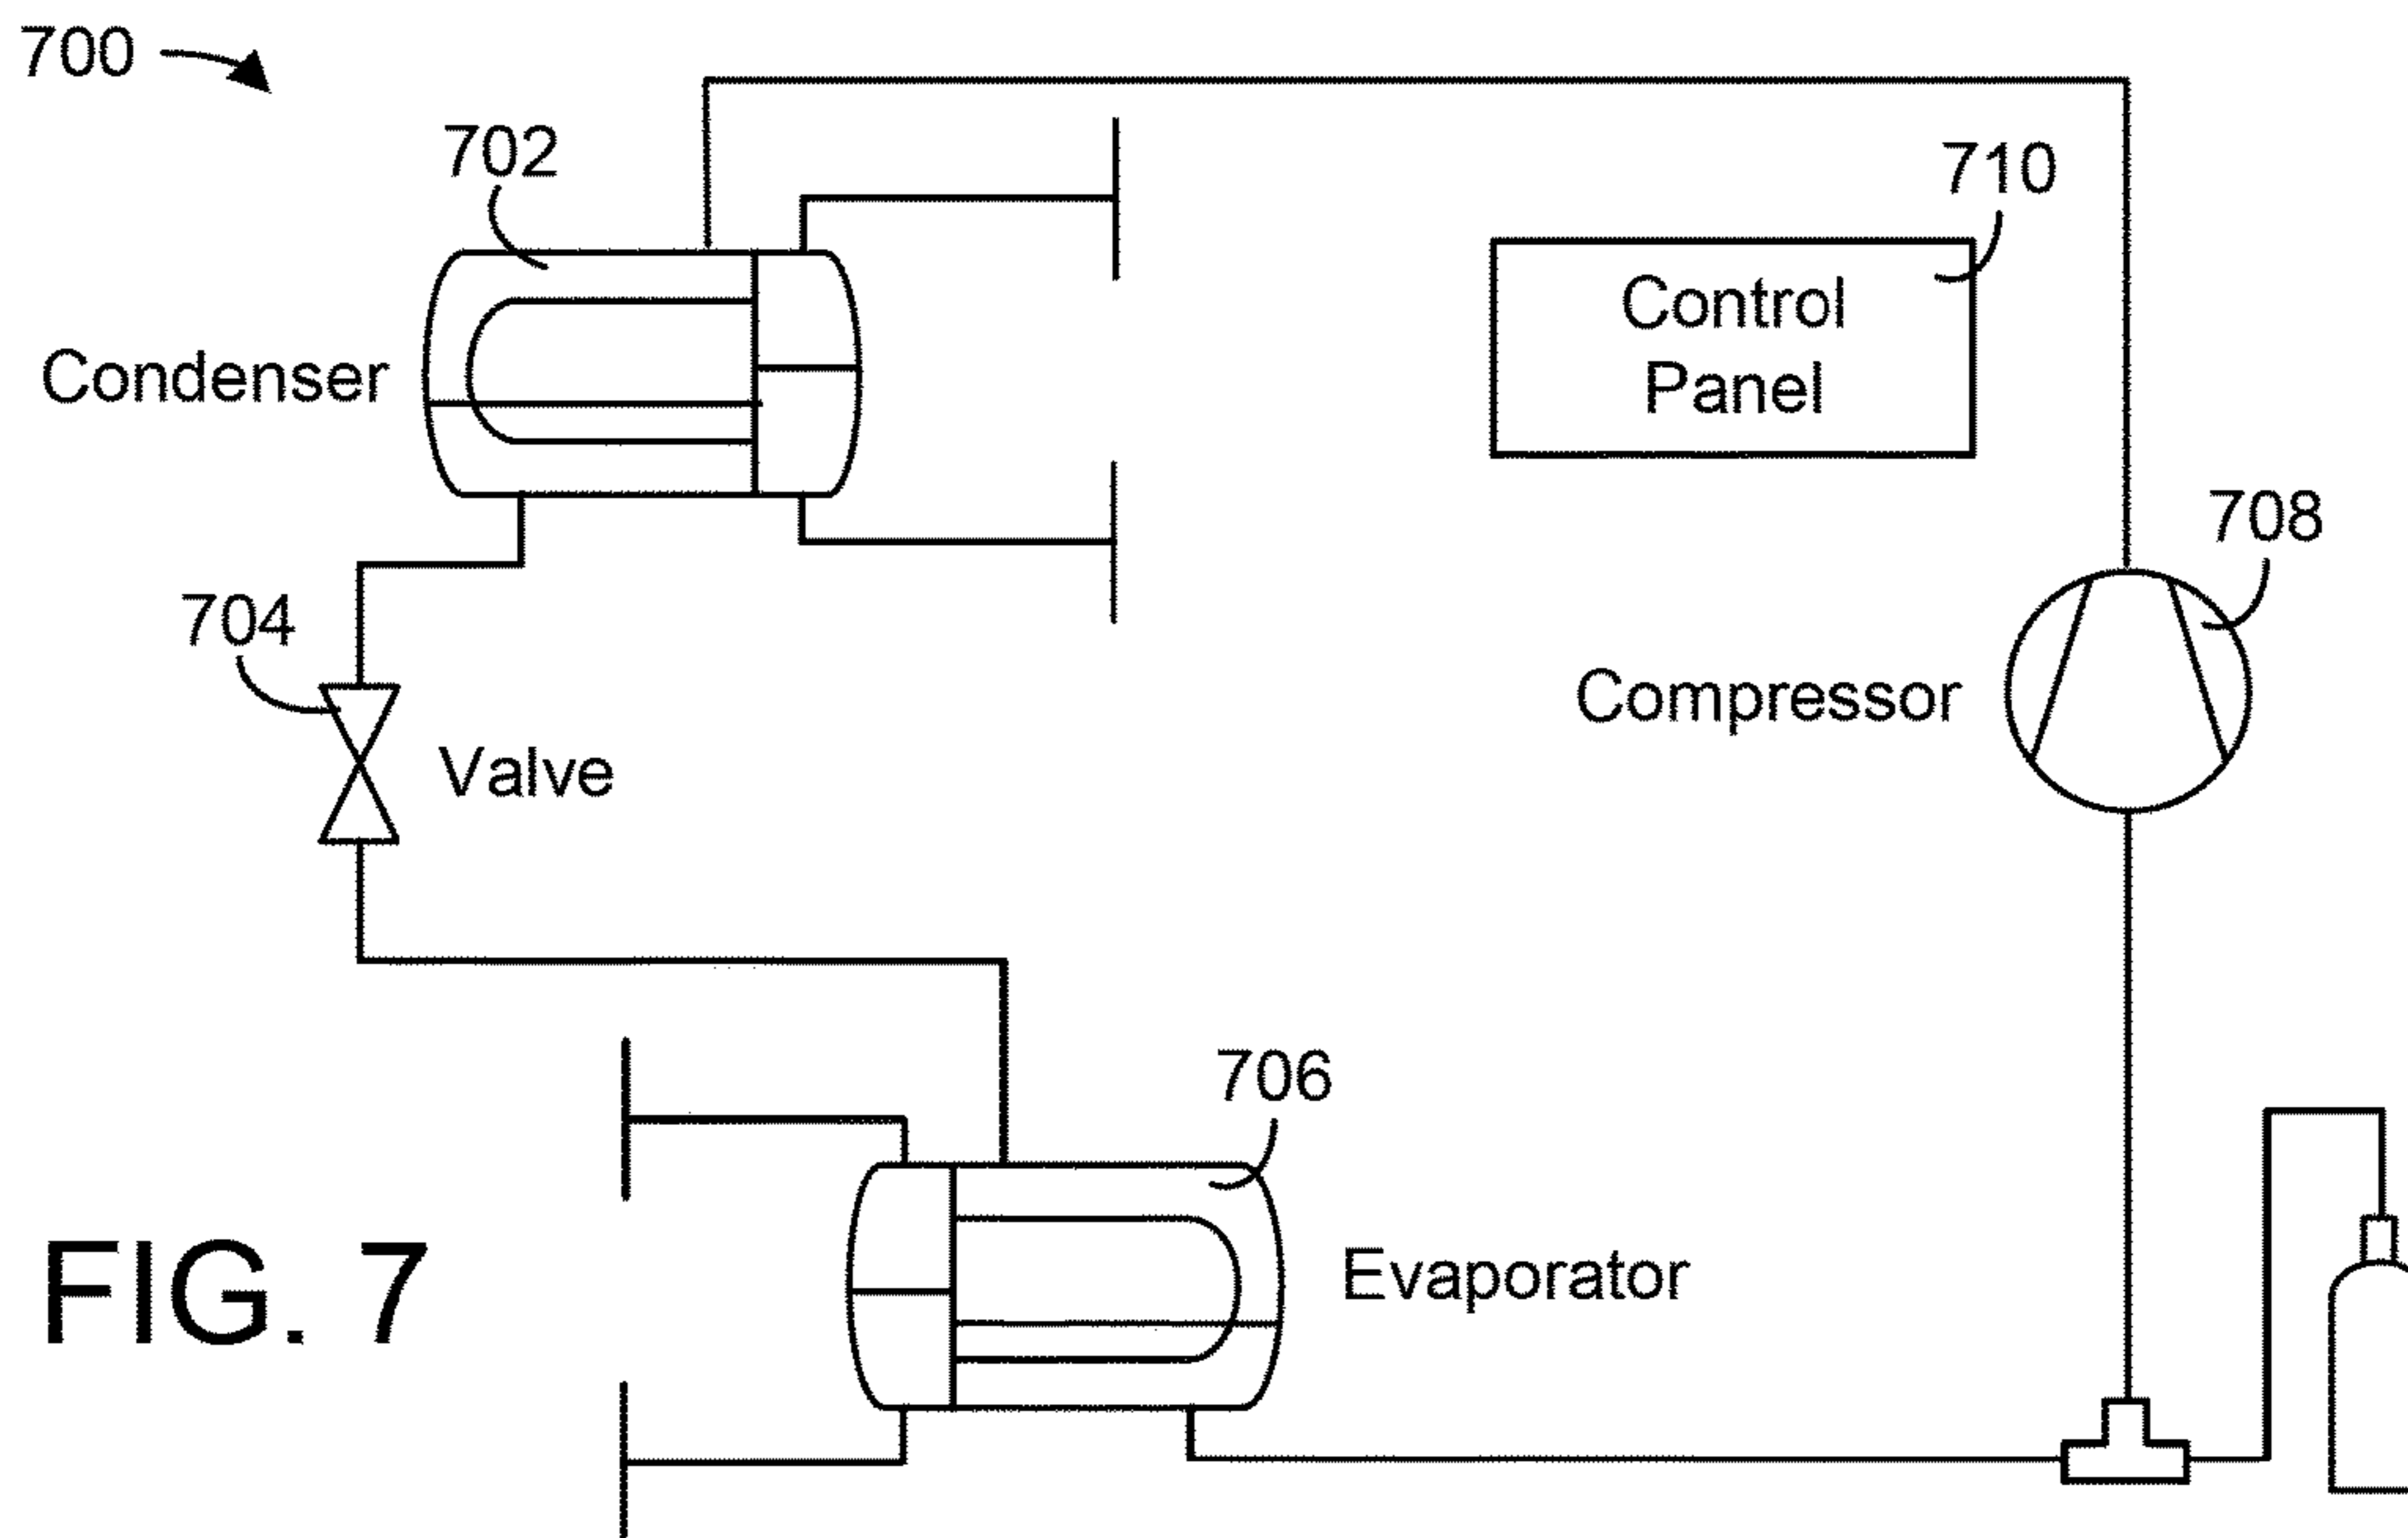 700
702
710
Control
Panel
Condenser
708
704
Compressor
Valve
706
Evaporator
FIG. 7